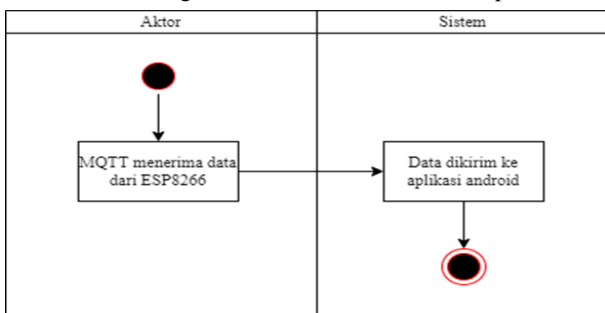 Aktor
Sistem
MQTT menerima data
dari ESP8266
Data dikirim ke
aplikasi android